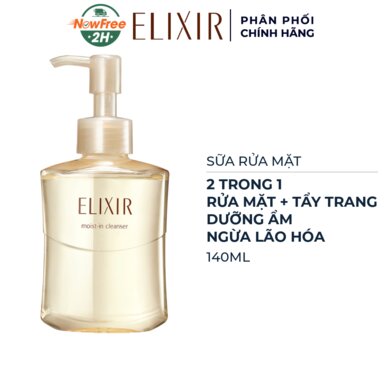 NowFree
2H
ELIXIR
PHÂN PHỐI
CHÍNH HÃNG
SỮA RỬA MẶT
2 TRONG 1
RỬA MẶT + TẨY TRANG
DƯỠNG ẨM
NGỪA LÃO HÓA
140ML
ELIXIR
moist-in cleanser